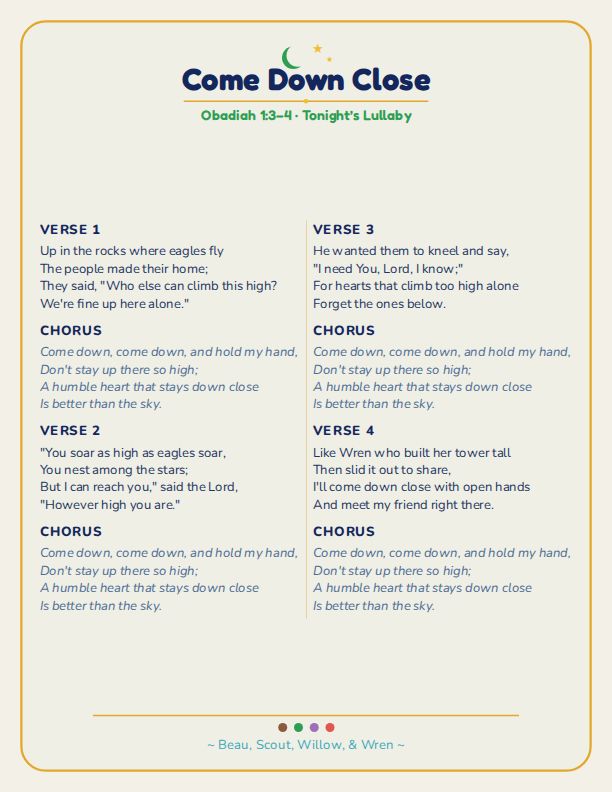 Come Down Close
Obadiah 1:3–4 · Tonight's Lullaby
VERSE 1
Up in the rocks where eagles fly
The people made their home;
They said, "Who else can climb this high?
We're fine up here alone."
CHORUS
Come down, come down, and hold my hand,
Don't stay up there so high;
A humble heart that stays down close
Is better than the sky.
VERSE 2
"You soar as high as eagles soar,
You nest among the stars;
But I can reach you," said the Lord,
"However high you are."
CHORUS
Come down, come down, and hold my hand,
Don't stay up there so high;
A humble heart that stays down close
Is better than the sky.
VERSE 3
He wanted them to kneel and say,
"I need You, Lord, I know;"
For hearts that climb too high alone
Forget the ones below.
CHORUS
Come down, come down, and hold my hand,
Don't stay up there so high;
A humble heart that stays down close
Is better than the sky.
VERSE 4
Like Wren who built her tower tall
Then slid it out to share,
I'll come down close with open hands
And meet my friend right there.
CHORUS
Come down, come down, and hold my hand,
Don't stay up there so high;
A humble heart that stays down close
Is better than the sky.
~ Beau, Scout, Willow, & Wren ~